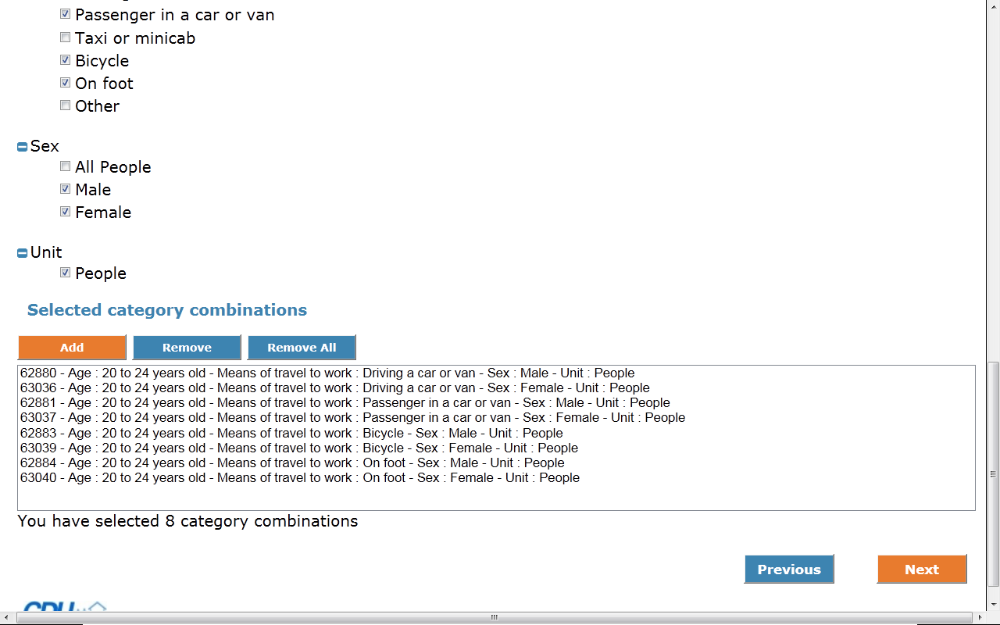 Passenger in a car or van
Taxi or minicab
Bicycle
On foot
Other
Sex
All People
Male
Female
Unit
People
Selected category combinations
Add Remove Remove All
62880 - Age : 20 to 24 years old - Means of travel to work : Driving a car or van - Sex : Male - Unit : People
63036 - Age : 20 to 24 years old - Means of travel to work : Driving a car or van - Sex : Female - Unit : People
62881 - Age : 20 to 24 years old - Means of travel to work : Passenger in a car or van - Sex : Male - Unit : People
63037 - Age : 20 to 24 years old - Means of travel to work : Passenger in a car or van - Sex : Female - Unit : People
62883 - Age : 20 to 24 years old - Means of travel to work : Bicycle - Sex : Male - Unit : People
63039 - Age : 20 to 24 years old - Means of travel to work : Bicycle - Sex : Female - Unit : People
62884 - Age : 20 to 24 years old - Means of travel to work : On foot - Sex : Male - Unit : People
63040 - Age : 20 to 24 years old - Means of travel to work : On foot - Sex : Female - Unit : People
You have selected 8 category combinations
Previous Next